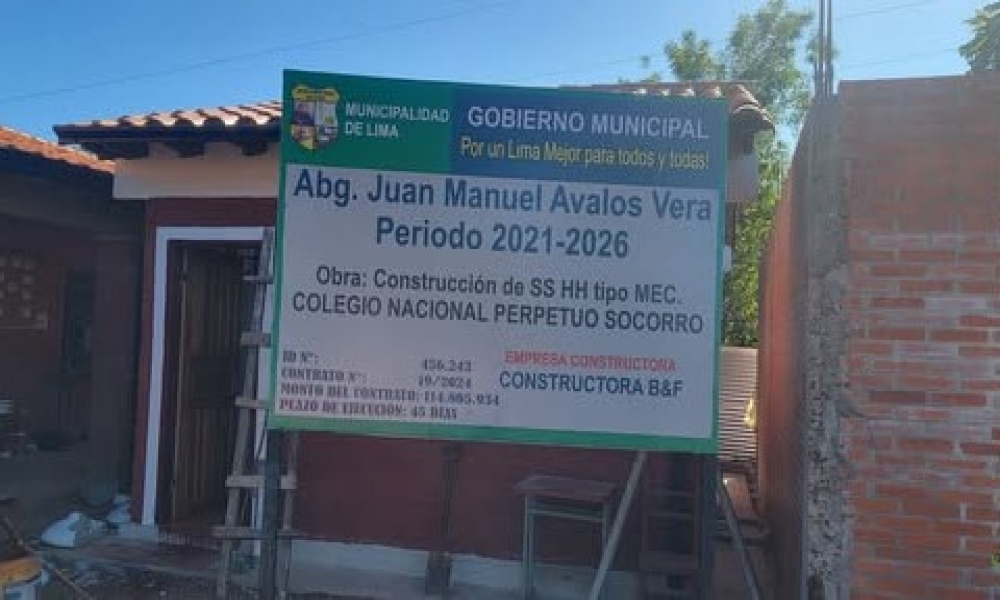 MUNICIPALIDAD
DE LIMA
GOBIERNO MUNICIPAL
Por un Lima Mejor para todos y todas!
Abg. Juan Manuel Avalos Vera
Periodo 2021-2026
Obra: Construcción de SS HH tipo MEC.
COLEGIO NACIONAL PERPETUO SOCORRO
ID N°: 456.243
CONTRATO N°: 19/2024
MONTO DEL CONTRATO: 114.805.934
PLAZO DE EJECUCION: 45 DIAS
EMPRESA CONSTRUCTORA
CONSTRUCTORA B&F